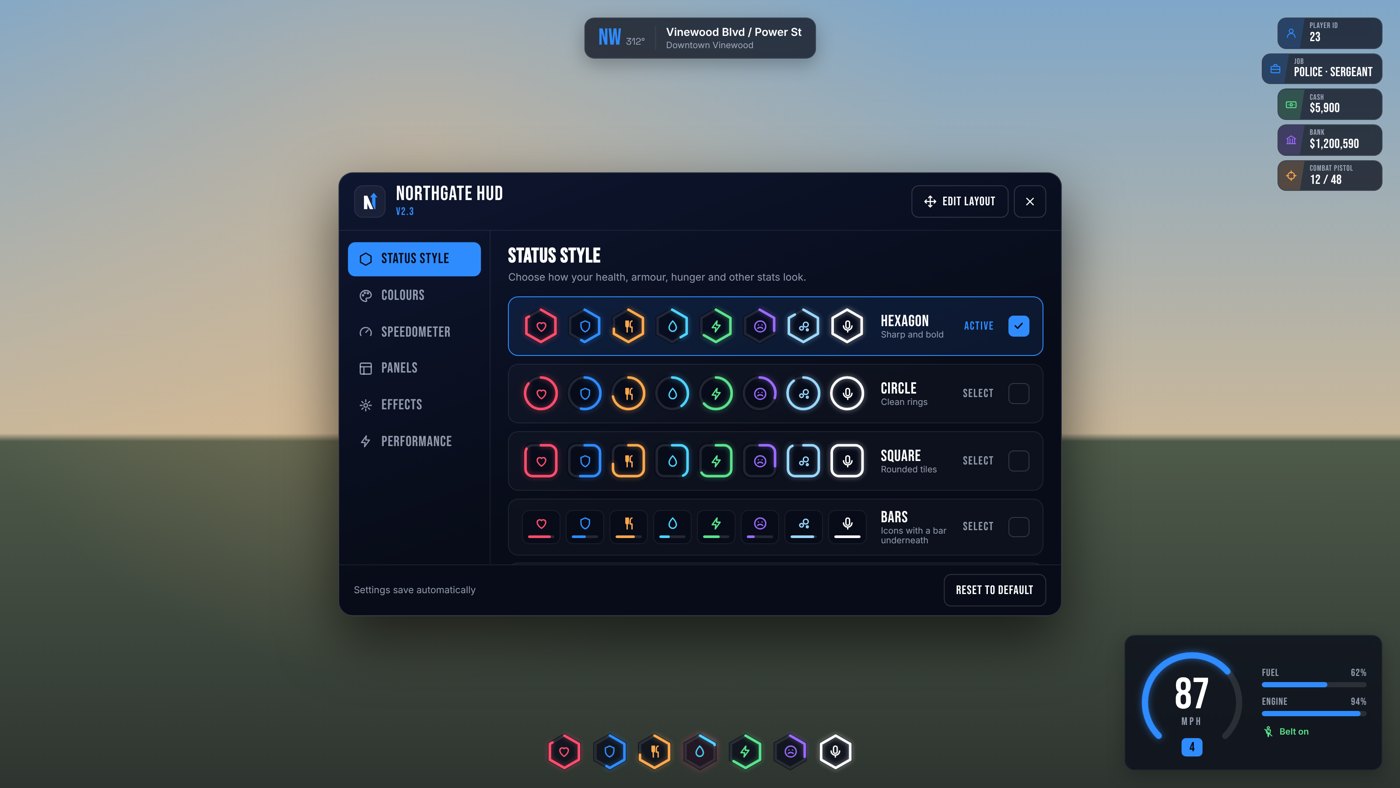 NW 312°
Vinewood Blvd / Power St
Downtown Vinewood
PLAYER ID
23
JOB
POLICE · SERGEANT
CASH
$5,900
BANK
$1,200,590
COMBAT PISTOL
12 / 48
N
NORTHGATE HUD
V2.3
EDIT LAYOUT
STATUS STYLE
COLOURS
SPEEDOMETER
PANELS
EFFECTS
PERFORMANCE
STATUS STYLE
Choose how your health, armour, hunger and other stats look.
HEXAGON
Sharp and bold
ACTIVE
CIRCLE
Clean rings
SELECT
SQUARE
Rounded tiles
SELECT
BARS
Icons with a bar
underneath
SELECT
Settings save automatically
RESET TO DEFAULT
87
MPH
4
FUEL 62%
ENGINE 94%
Belt on